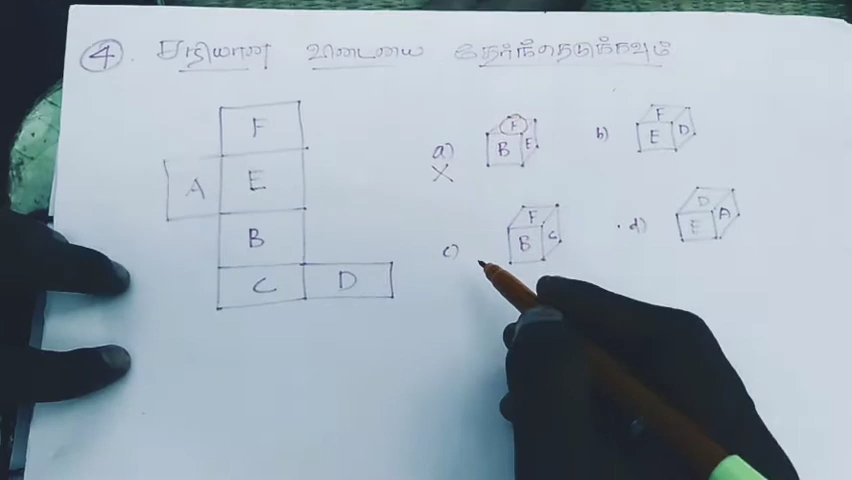 4. சரியான விடையை தேர்ந்தெடுக்கவும்
F
A E
B
C D
a) F B E
X
b) F E D
c) F B C
d) D E A